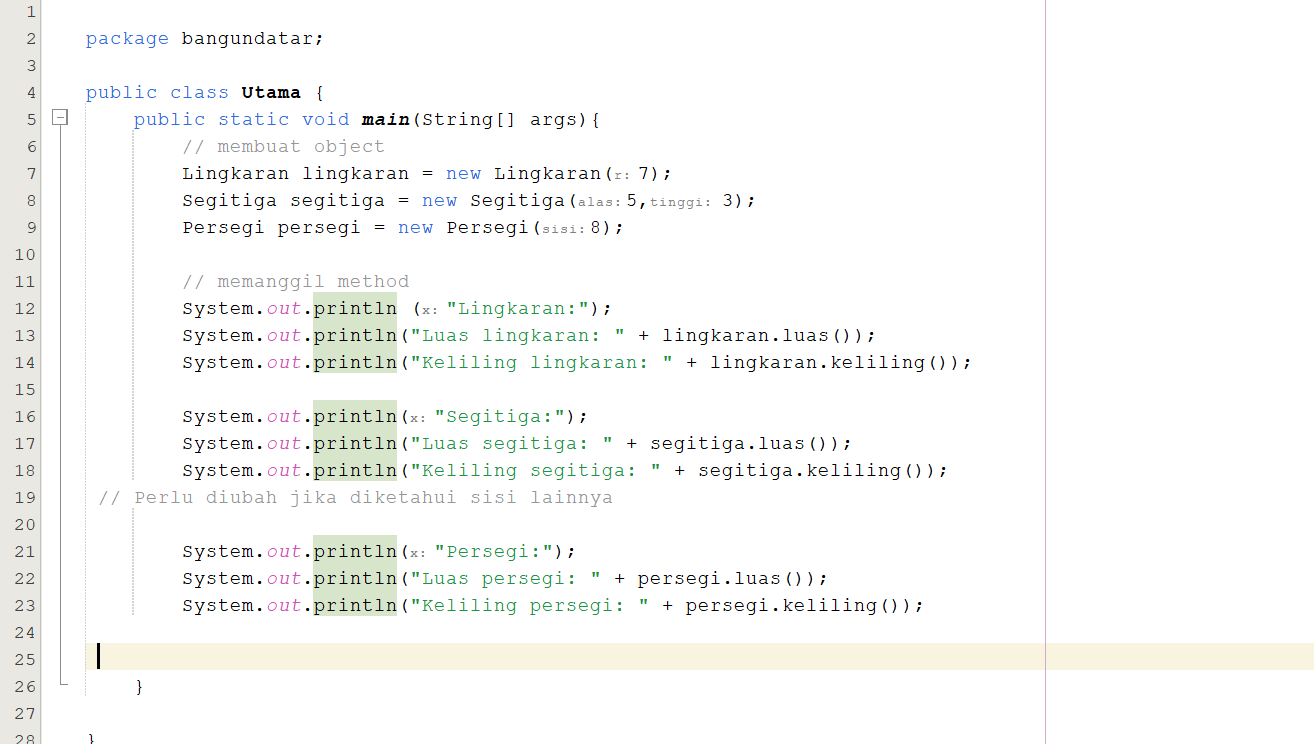 1
2 package bangundatar;
3
4 public class Utama {
5 public static void main(String[] args){
6 // membuat object
7 Lingkaran lingkaran = new Lingkaran(r: 7);
8 Segitiga segitiga = new Segitiga(alas: 5,tinggi: 3);
9 Persegi persegi = new Persegi(sisi: 8);
10
11 // memanggil method
12 System.out.println (x: "Lingkaran:");
13 System.out.println("Luas lingkaran: " + lingkaran.luas());
14 System.out.println("Keliling lingkaran: " + lingkaran.keliling());
15
16 System.out.println(x: "Segitiga:");
17 System.out.println("Luas segitiga: " + segitiga.luas());
18 System.out.println("Keliling segitiga: " + segitiga.keliling());
19 // Perlu diubah jika diketahui sisi lainnya
20
21 System.out.println(x: "Persegi:");
22 System.out.println("Luas persegi: " + persegi.luas());
23 System.out.println("Keliling persegi: " + persegi.keliling());
24
25
26 }
27
28 }